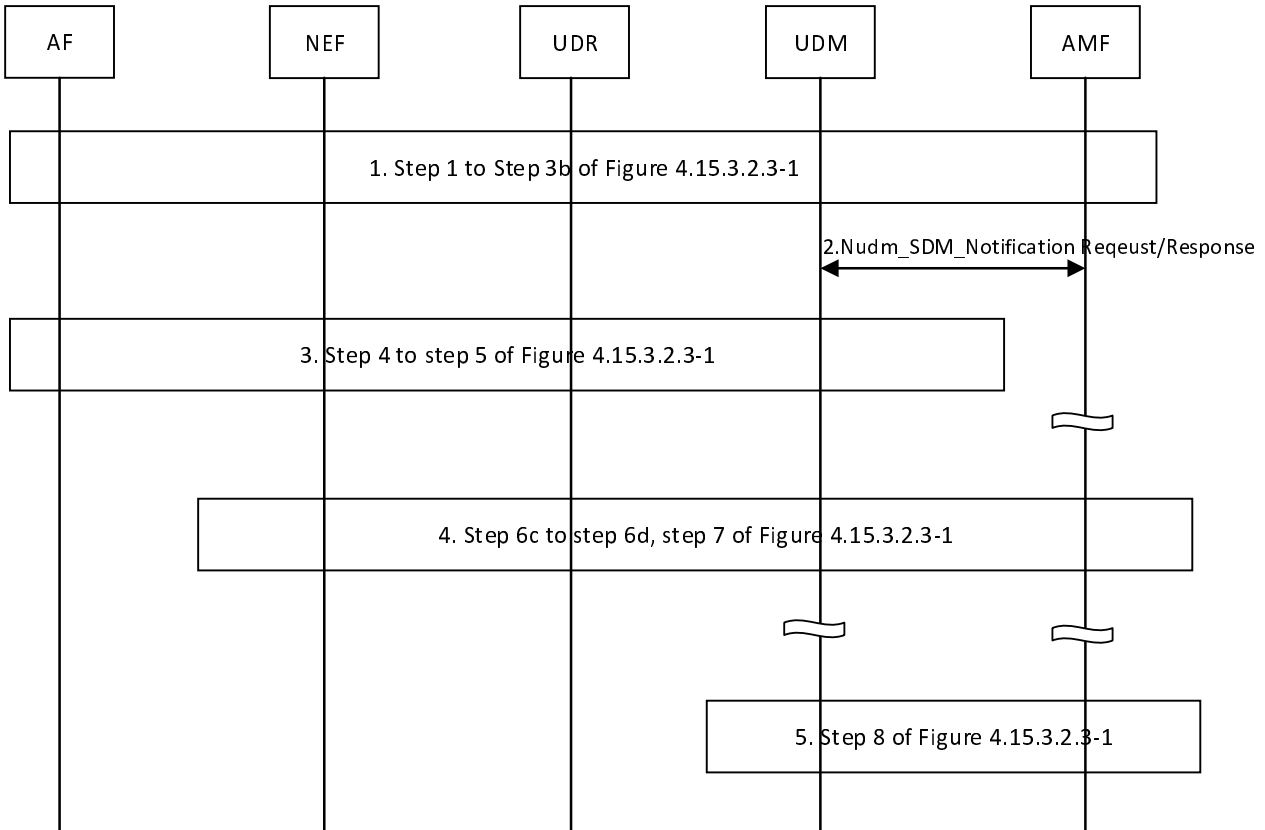 AF
NEF
UDR
UDM
AMF
1. Step 1 to Step 3b of Figure 4.15.3.2.3-1
2.Nudm_SDM_Notification Reqeust/Response
3. Step 4 to step 5 of Figure 4.15.3.2.3-1
4. Step 6c to step 6d, step 7 of Figure 4.15.3.2.3-1
5. Step 8 of Figure 4.15.3.2.3-1